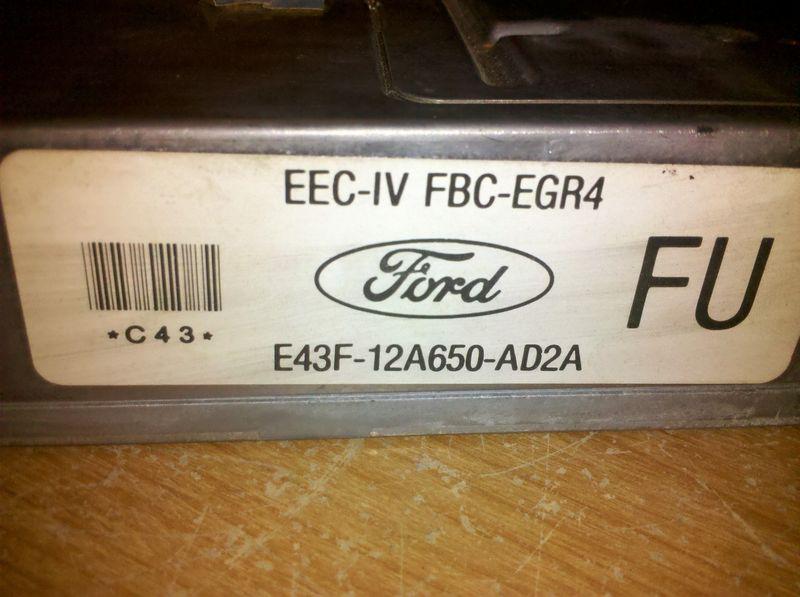 EEC-IV FBC-EGR4
Ford
FU
*C43*
E43F-12A650-AD2A